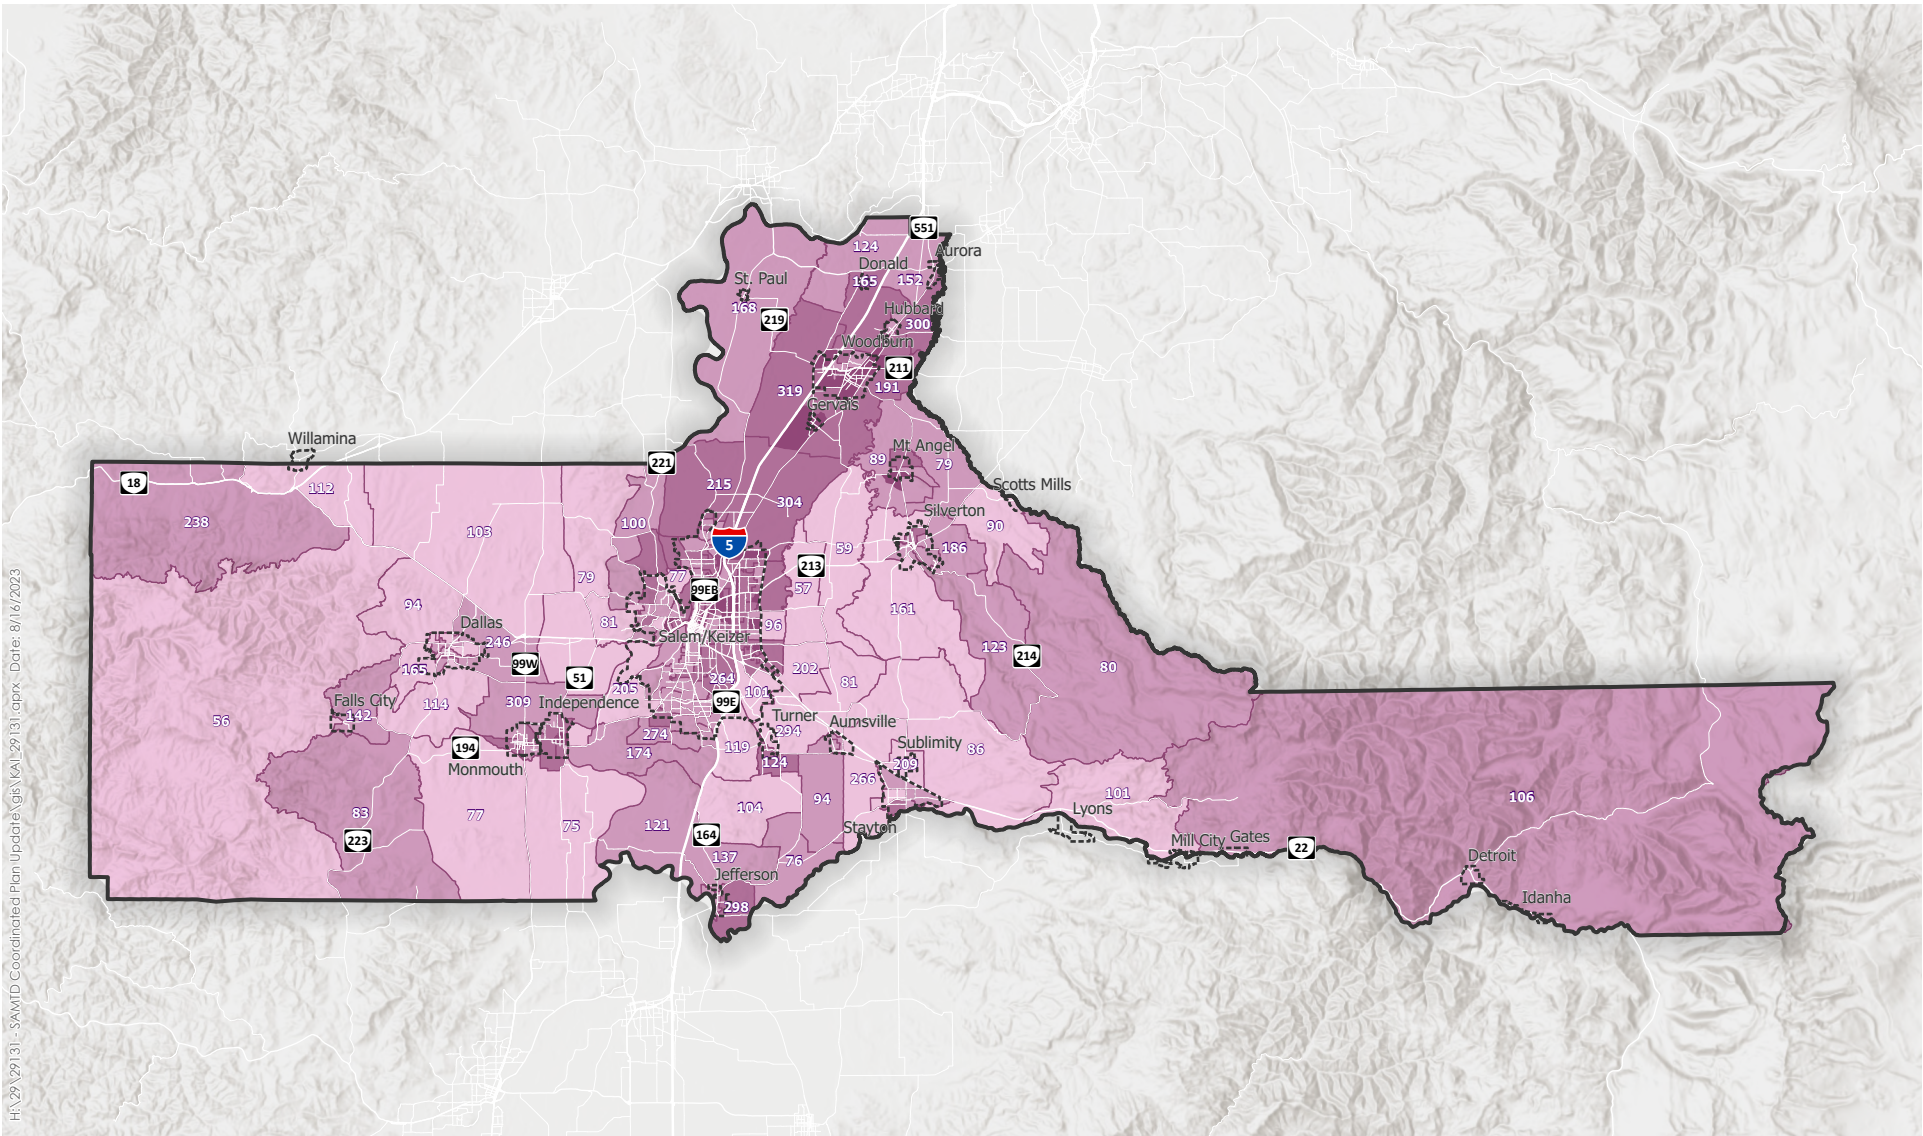 551
124
Aurora
Donald
St. Paul
165
152
168
Hubbard
219
300
Woodburn
211
319
191
Gervais
Willamina
Mt Angel
221
89
79
18
215
Scotts Mills
112
304
Silverton
238
100
90
103
5
59
186
213
79
77
99EB
57
94
161
Dallas
81
96
Salem/Keizer
246
123
214
99W
165
202
80
51
264
81
205
101
Falls City
114
309
Independence
99E
142
Turner
56
Aumsville
274
294
Sublimity
194
174
119
86
Monmouth
124
209
266
101
106
94
104
Lyons
83
77
75
121
Stayton
164
Mill City
Gates
223
22
137
76
Detroit
Jefferson
Idanha
298
H:\29\29131 - SAMTD Coordinated Plan Update\gis\KAI_29131.aprx Date: 8/16/2023